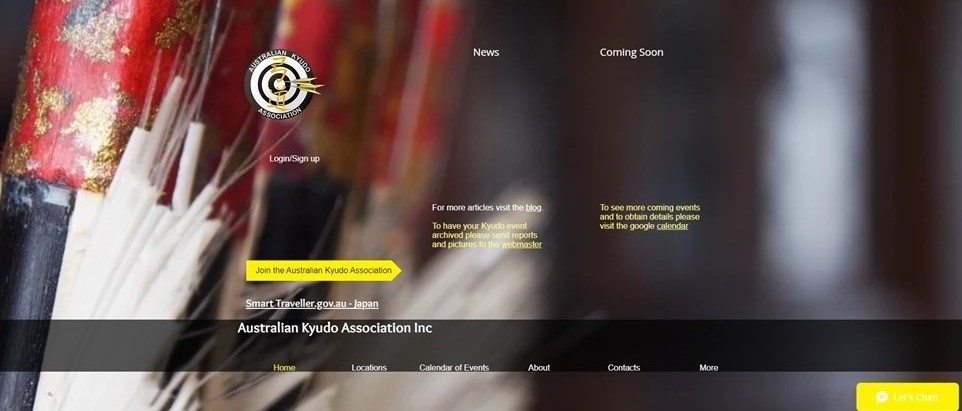 AUSTRALIAN KYUDO
ASSOCIATION
News
Coming Soon
Login/Sign up
For more articles visit the blog.
To have your Kyudo event
archived please send reports
and pictures to the webmaster
To see more coming events
and to obtain details please
visit the google calendar
Join the Australian Kyudo Association
Smart Traveller.gov.au - Japan
Australian Kyudo Association Inc
Home
Locations
Calendar of Events
About
Contacts
More
Let's Chat!